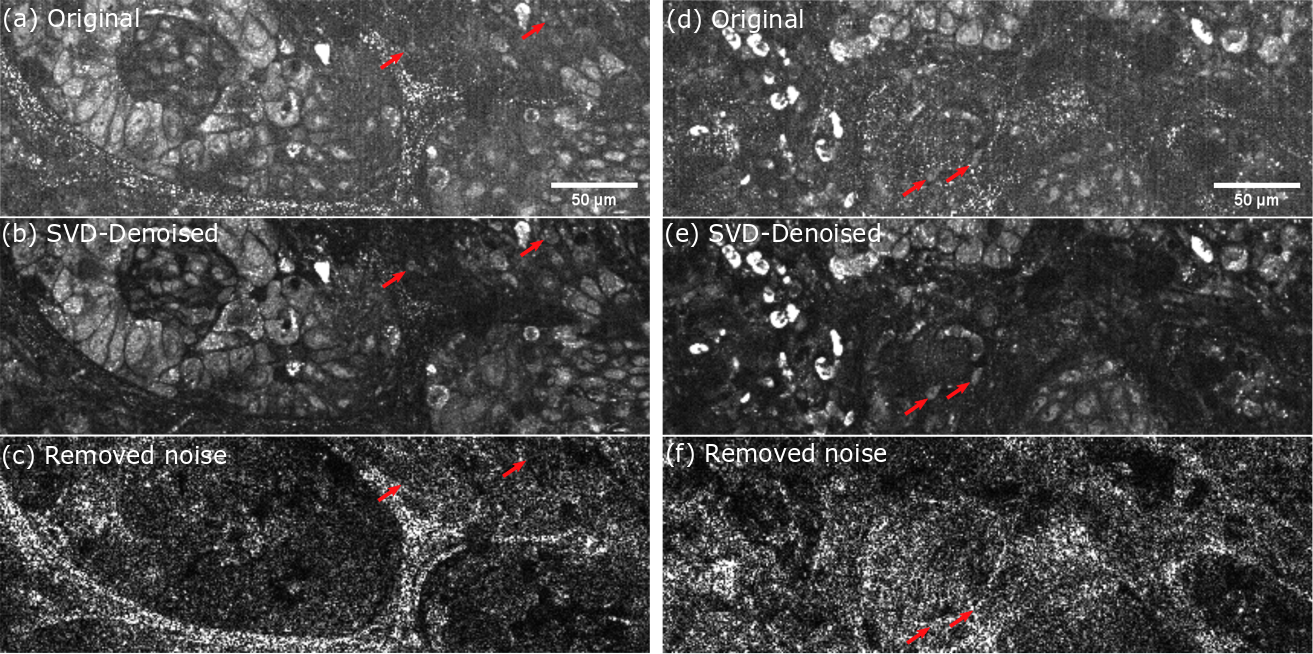 (a) Original
50 µm
(b) SVD-Denoised
(c) Removed noise
(d) Original
50 µm
(e) SVD-Denoised
(f) Removed noise